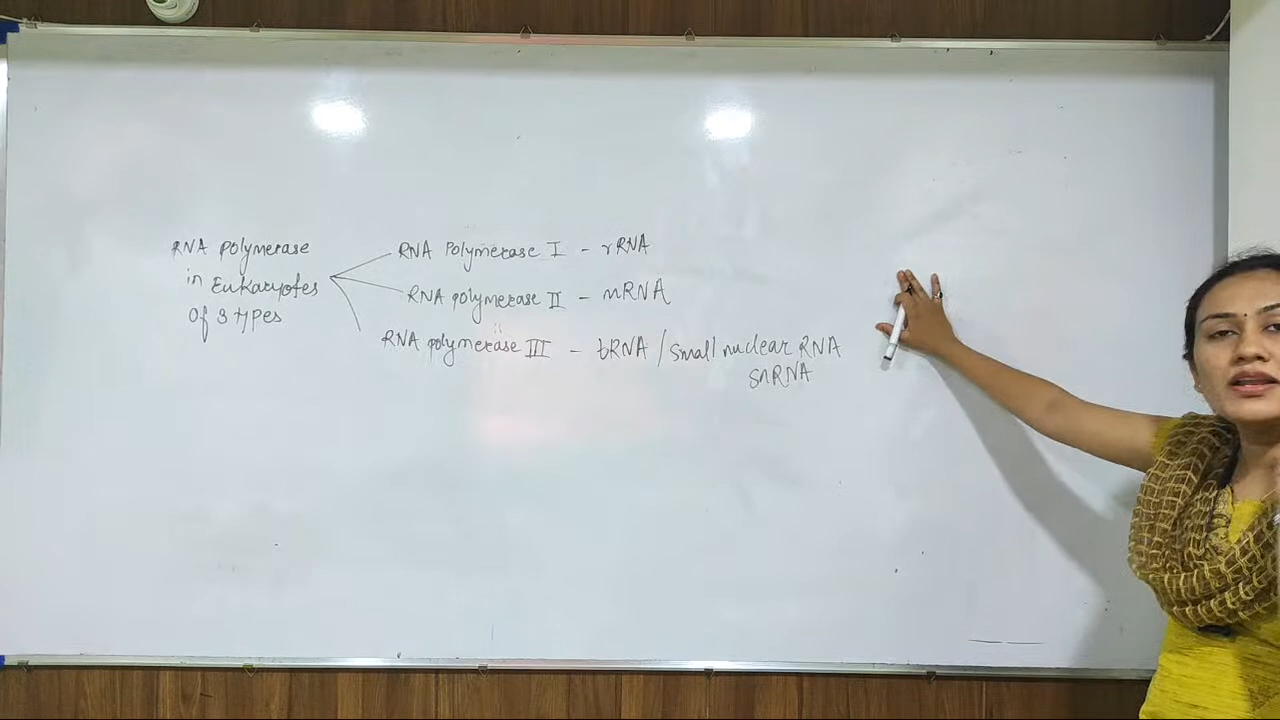 RNA polymerase
in Eukaryotes
of 3 types
RNA Polymerase I - rRNA
RNA polymerase II - mRNA
RNA polymerase III - tRNA / Small nuclear RNA
snRNA